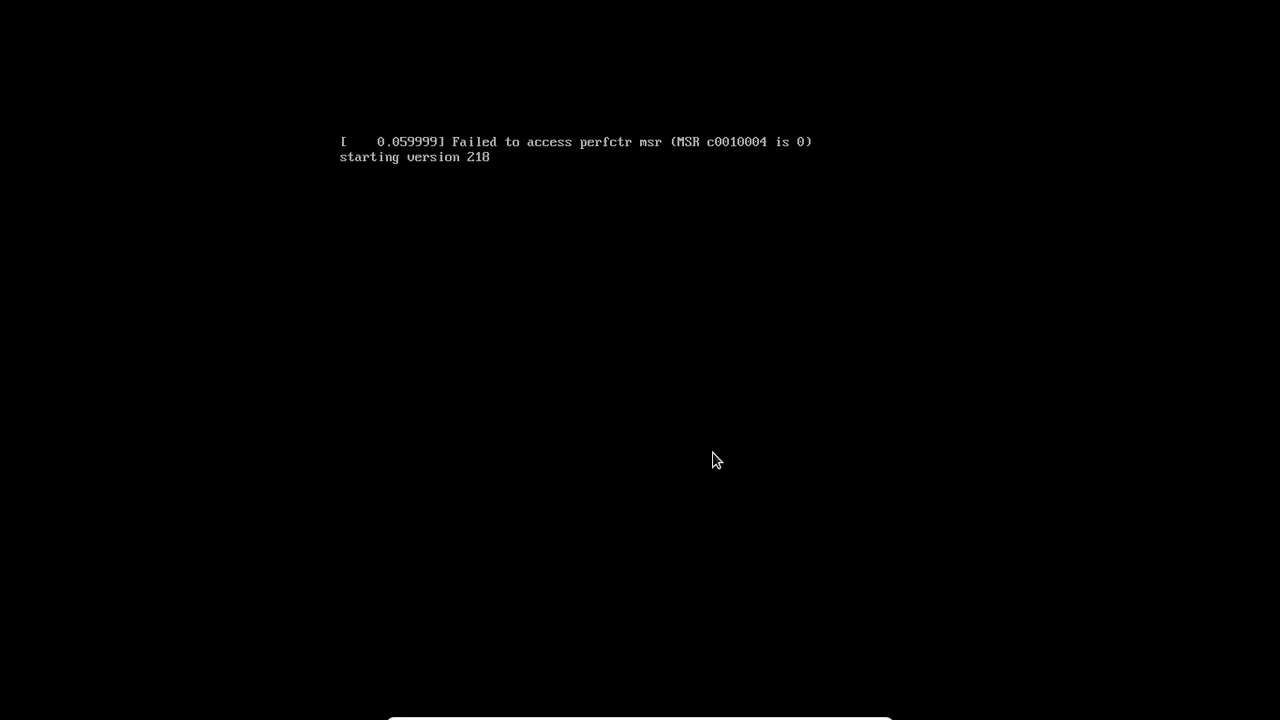 [    0.059999] Failed to access perfctr msr (MSR c0010004 is 0)
starting version 218